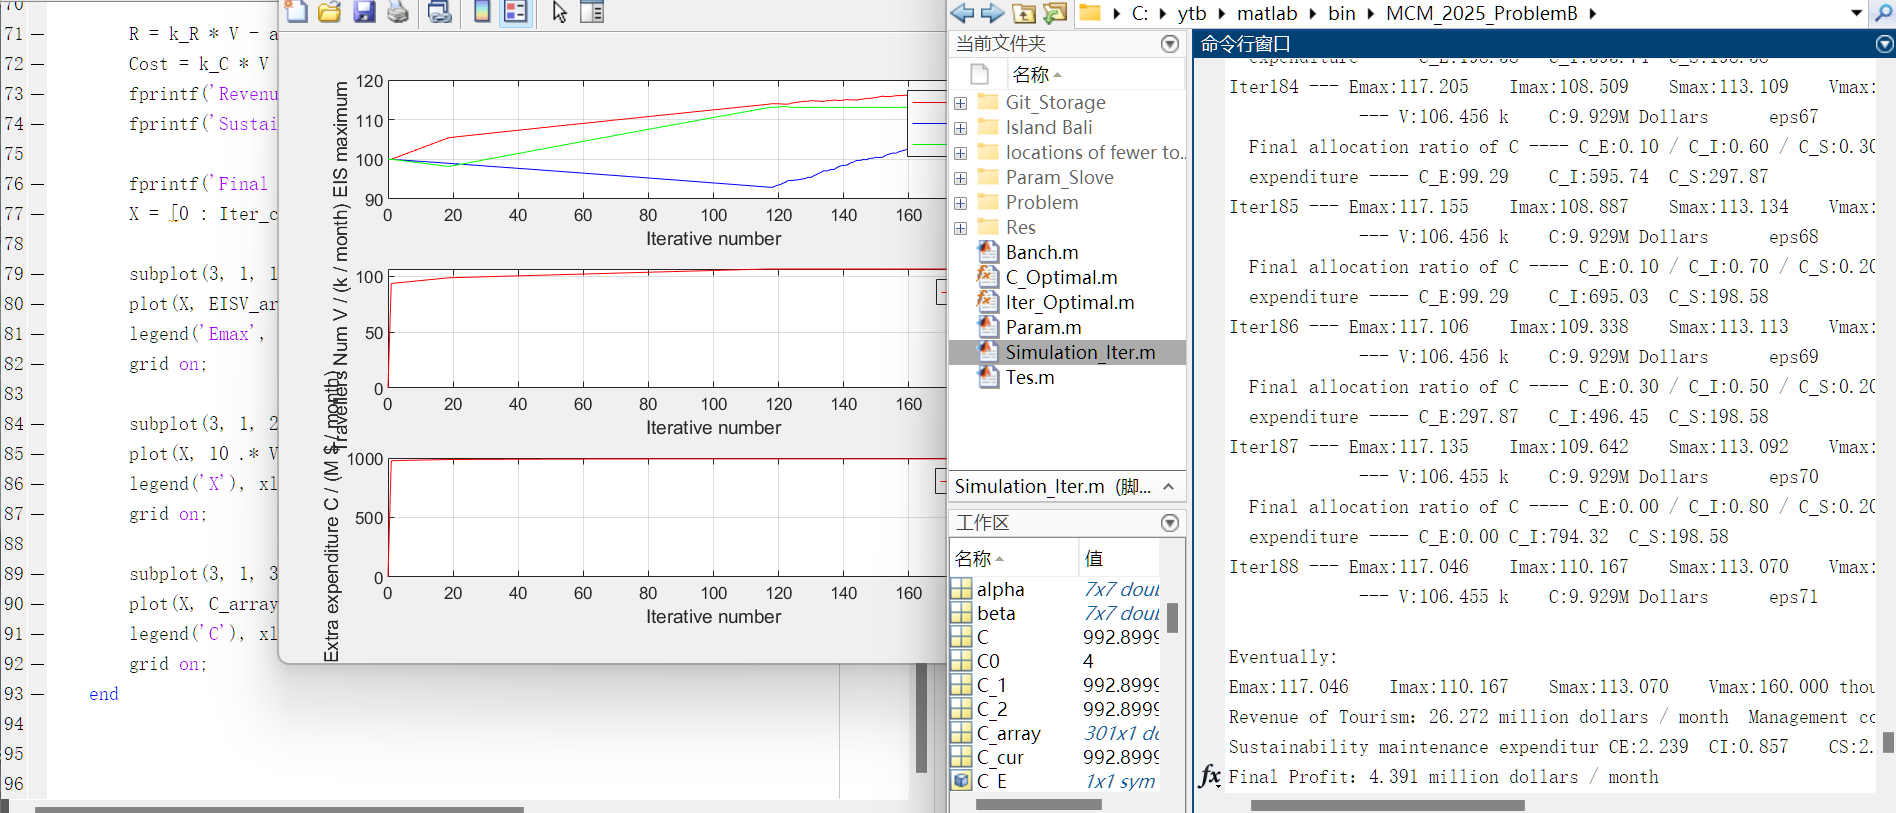 70
71 — R = k_R * V - a
72 — Cost = k_C * V
73 — fprintf('Revenu
74 — fprintf('Sustai
75
76 — fprintf('Final
77 — X = [0 : Iter_c
78
79 — subplot(3, 1, 1
80 — plot(X, EISV_ar
81 — legend('Emax',
82 — grid on;
83
84 — subplot(3, 1, 2
85 — plot(X, 10 .* V
86 — legend('X'), xl
87 — grid on;
88
89 — subplot(3, 1, 3
90 — plot(X, C_array
91 — legend('C'), xl
92 — grid on;
93 — end
94
95
96
EIS maximum
120
110
100
90
0 20 40 60 80 100 120 140 160
Iterative number
Travellers Num V / (k / month)
100
50
0
0 20 40 60 80 100 120 140 160
Iterative number
Extra expenditure C / (M $ / month)
1000
500
0
0 20 40 60 80 100 120 140 160
Iterative number
C: ytb matlab bin MCM_2025_ProblemB
当前文件夹
名称
Git_Storage
Island Bali
locations of fewer to...
Param_Slove
Problem
Res
Banch.m
C_Optimal.m
Iter_Optimal.m
Param.m
Simulation_Iter.m
Tes.m
Simulation_Iter.m (脚...
工作区
名称 值
alpha 7x7 doul
beta 7x7 doul
C 992.8999
C0 4
C_1 992.8999
C_2 992.8999
C_array 301x1 do
C_cur 992.8999
C_E 1x1 sym
命令行窗口
Iter184 --- Emax:117.205 Imax:108.509 Smax:113.109 Vmax:
--- V:106.456 k C:9.929M Dollars eps67
Final allocation ratio of C ---- C_E:0.10 / C_I:0.60 / C_S:0.30
expenditure ---- C_E:99.29 C_I:595.74 C_S:297.87
Iter185 --- Emax:117.155 Imax:108.887 Smax:113.134 Vmax:
--- V:106.456 k C:9.929M Dollars eps68
Final allocation ratio of C ---- C_E:0.10 / C_I:0.70 / C_S:0.20
expenditure ---- C_E:99.29 C_I:695.03 C_S:198.58
Iter186 --- Emax:117.106 Imax:109.338 Smax:113.113 Vmax:
--- V:106.456 k C:9.929M Dollars eps69
Final allocation ratio of C ---- C_E:0.30 / C_I:0.50 / C_S:0.20
expenditure ---- C_E:297.87 C_I:496.45 C_S:198.58
Iter187 --- Emax:117.135 Imax:109.642 Smax:113.092 Vmax:
--- V:106.455 k C:9.929M Dollars eps70
Final allocation ratio of C ---- C_E:0.00 / C_I:0.80 / C_S:0.20
expenditure ---- C_E:0.00 C_I:794.32 C_S:198.58
Iter188 --- Emax:117.046 Imax:110.167 Smax:113.070 Vmax:
--- V:106.455 k C:9.929M Dollars eps71
Eventually:
Emax:117.046 Imax:110.167 Smax:113.070 Vmax:160.000 thou
Revenue of Tourism: 26.272 million dollars / month Management co
Sustainability maintenance expenditur CE:2.239 CI:0.857 CS:2.
fx Final Profit: 4.391 million dollars / month